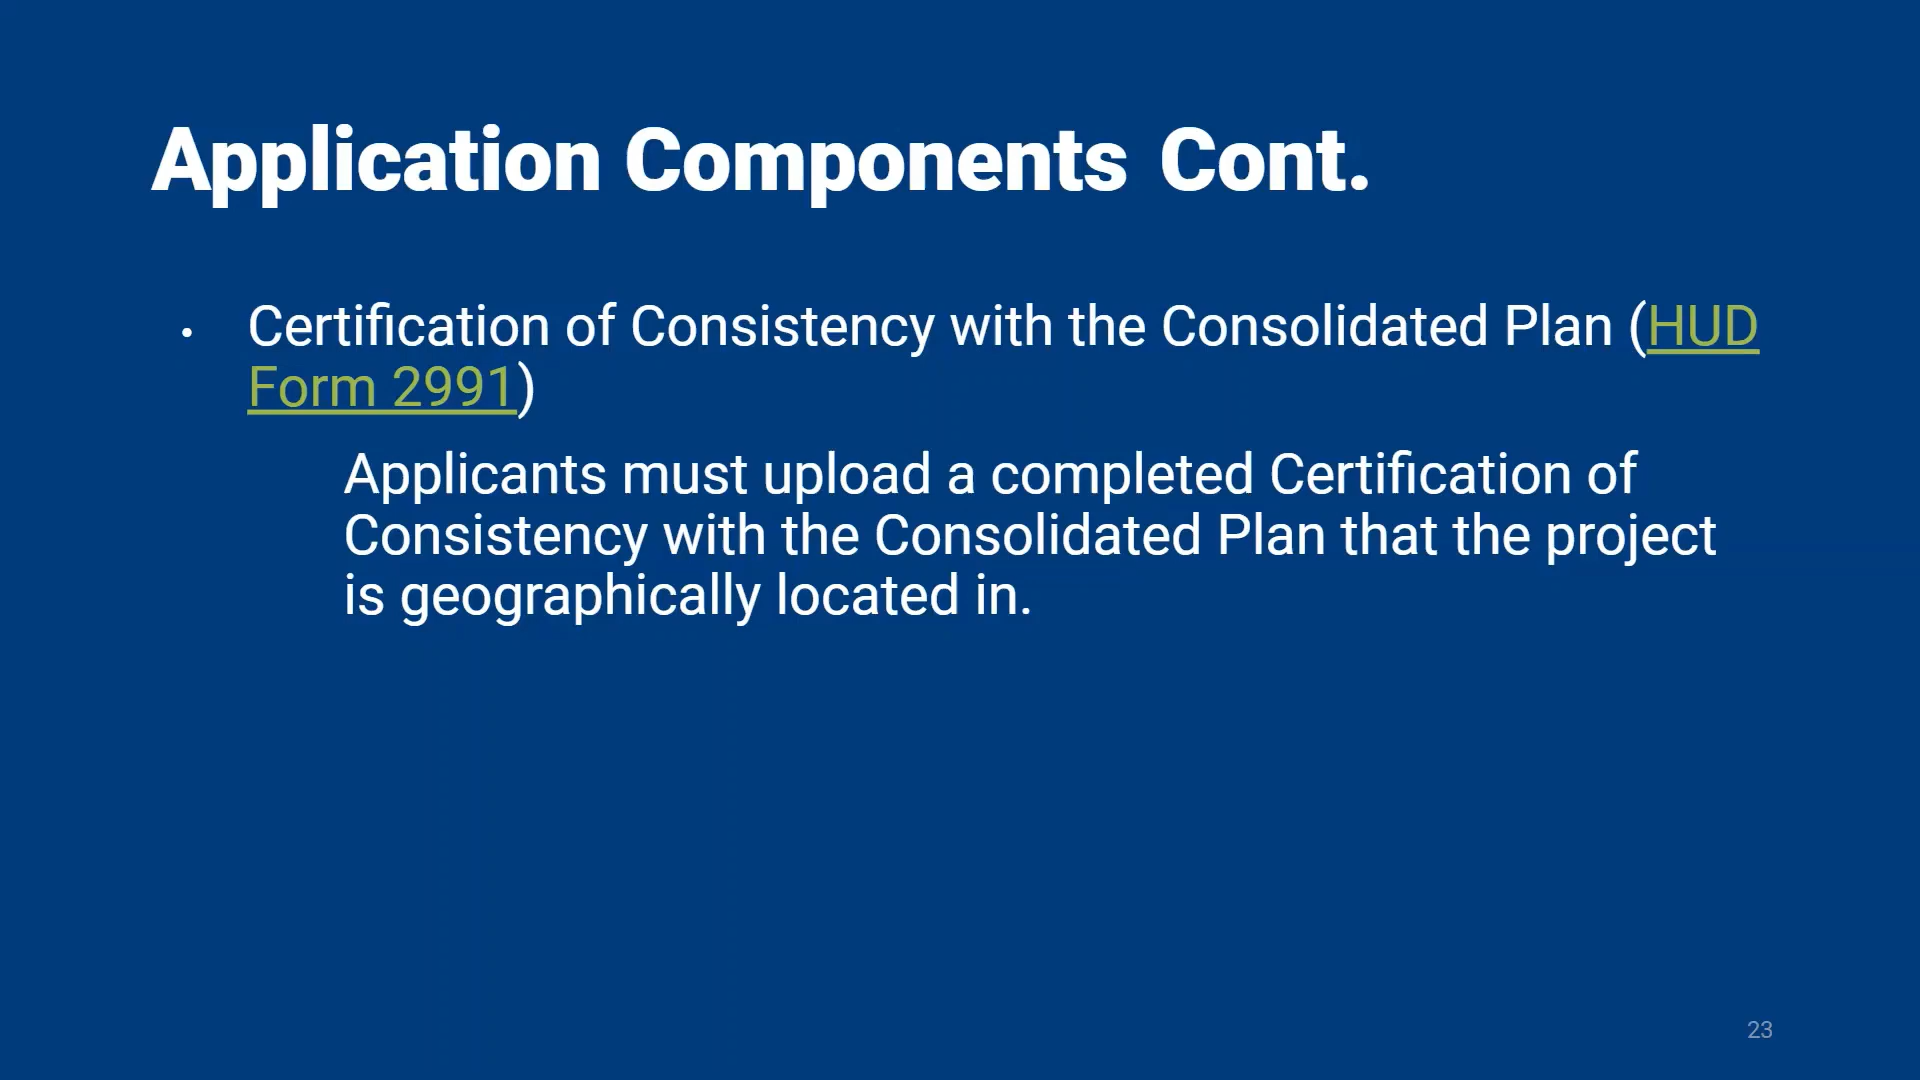 Application Components Cont.
• Certification of Consistency with the Consolidated Plan (HUD
Form 2991)
Applicants must upload a completed Certification of
Consistency with the Consolidated Plan that the project
is geographically located in.
23